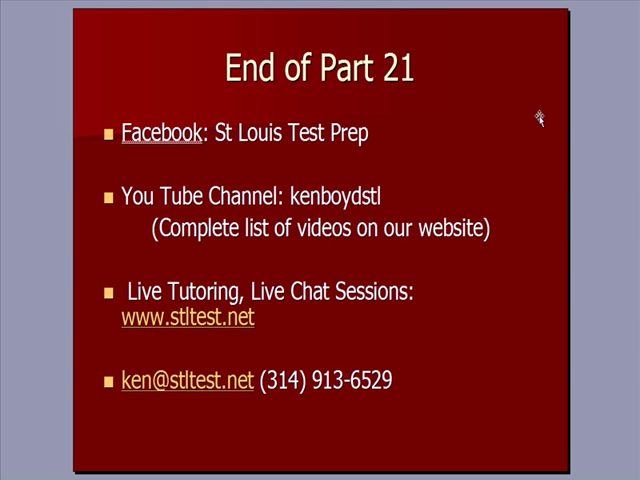 End of Part 21
Facebook: St Louis Test Prep
You Tube Channel: kenboydstl
(Complete list of videos on our website)
Live Tutoring, Live Chat Sessions:
www.stltest.net
ken@stltest.net (314) 913-6529